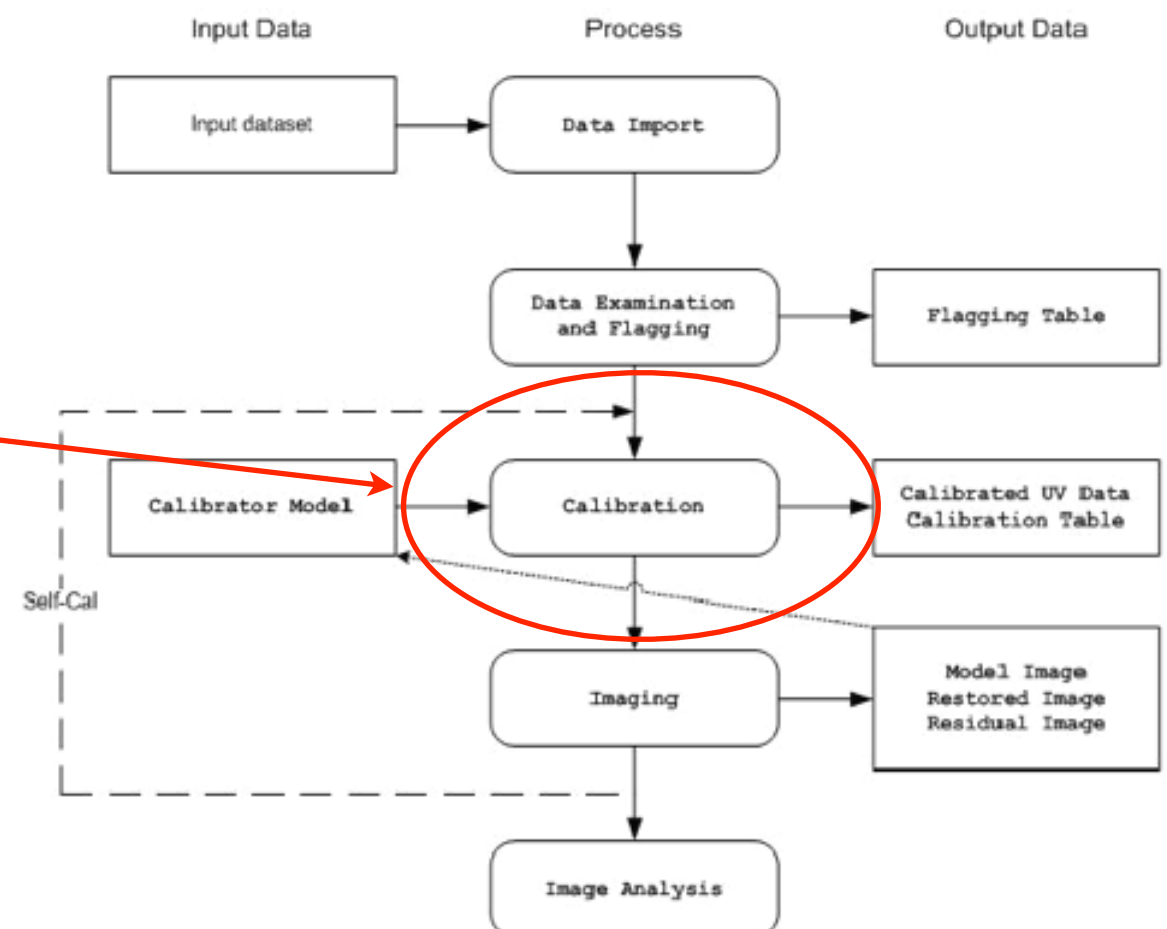 Input Data
Process
Output Data
Input dataset
Data Import
Data Examination
and Flagging
Flagging Table
Calibrator Model
Calibration
Calibrated UV Data
Calibration Table
Self-Cal
Imaging
Model Image
Restored Image
Residual Image
Image Analysis